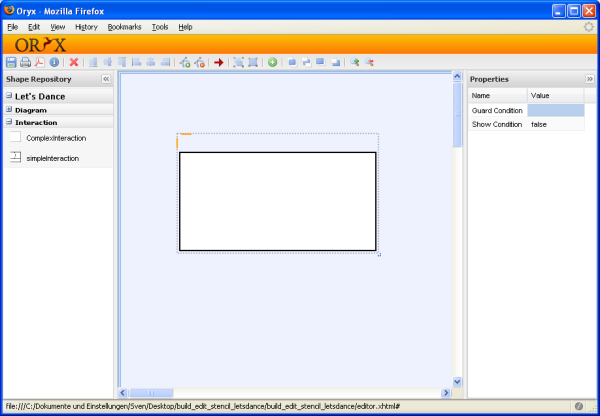 Oryx - Mozilla Firefox
File Edit View History Bookmarks Tools Help
ORYX
Shape Repository
Let's Dance
Diagram
Interaction
ComplexInteraction
simpleInteraction
Properties
Name Value
Guard Condition
Show Condition false
file:///C:/Dokumente und Einstellungen/Sven/Desktop/build_edit_stencil_letsdance/build_edit_stencil_letsdance/editor.xhtml#